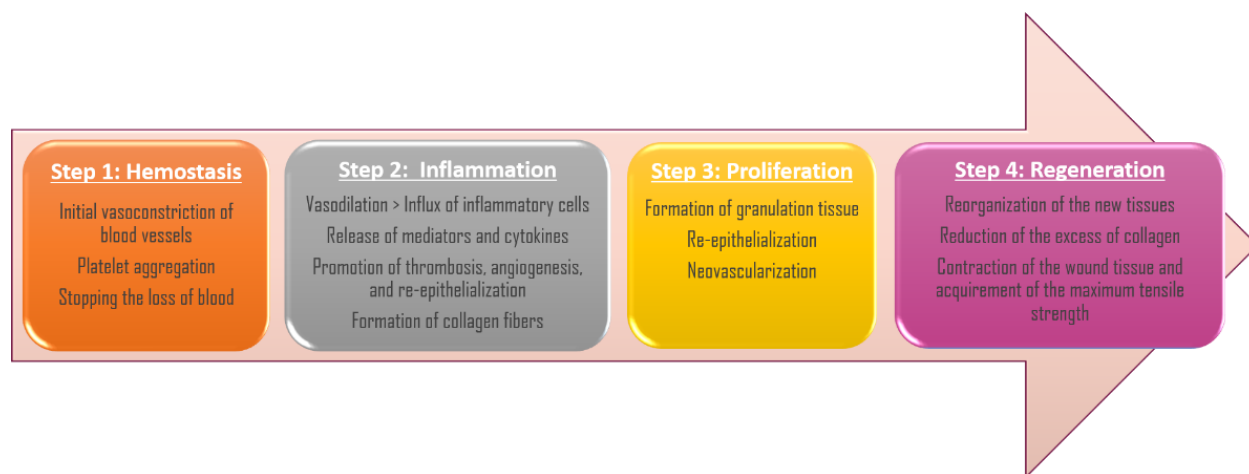 Step 1: Hemostasis
Initial vasoconstriction of
blood vessels
Platelet aggregation
Stopping the loss of blood
Step 2: Inflammation
Vasodilation > Influx of inflammatory cells
Release of mediators and cytokines
Promotion of thrombosis, angiogenesis,
and re-epithelialization
Formation of collagen fibers
Step 3: Proliferation
Formation of granulation tissue
Re-epithelialization
Neovascularization
Step 4: Regeneration
Reorganization of the new tissues
Reduction of the excess of collagen
Contraction of the wound tissue and
acquirement of the maximum tensile
strength